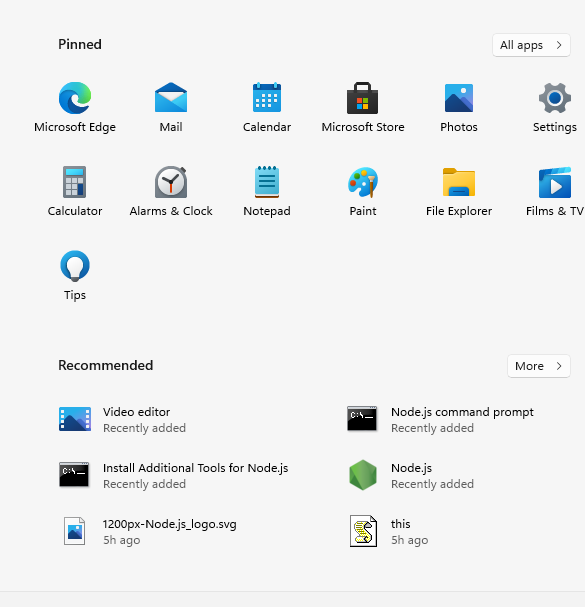 Pinned
All apps
Microsoft Edge
Mail
Calendar
Microsoft Store
Photos
Settings
Calculator
Alarms & Clock
Notepad
Paint
File Explorer
Films & TV
Tips
Recommended
More
Video editor
Recently added
Node.js command prompt
Recently added
Install Additional Tools for Node.js
Recently added
Node.js
Recently added
1200px-Node.js_logo.svg
5h ago
this
5h ago